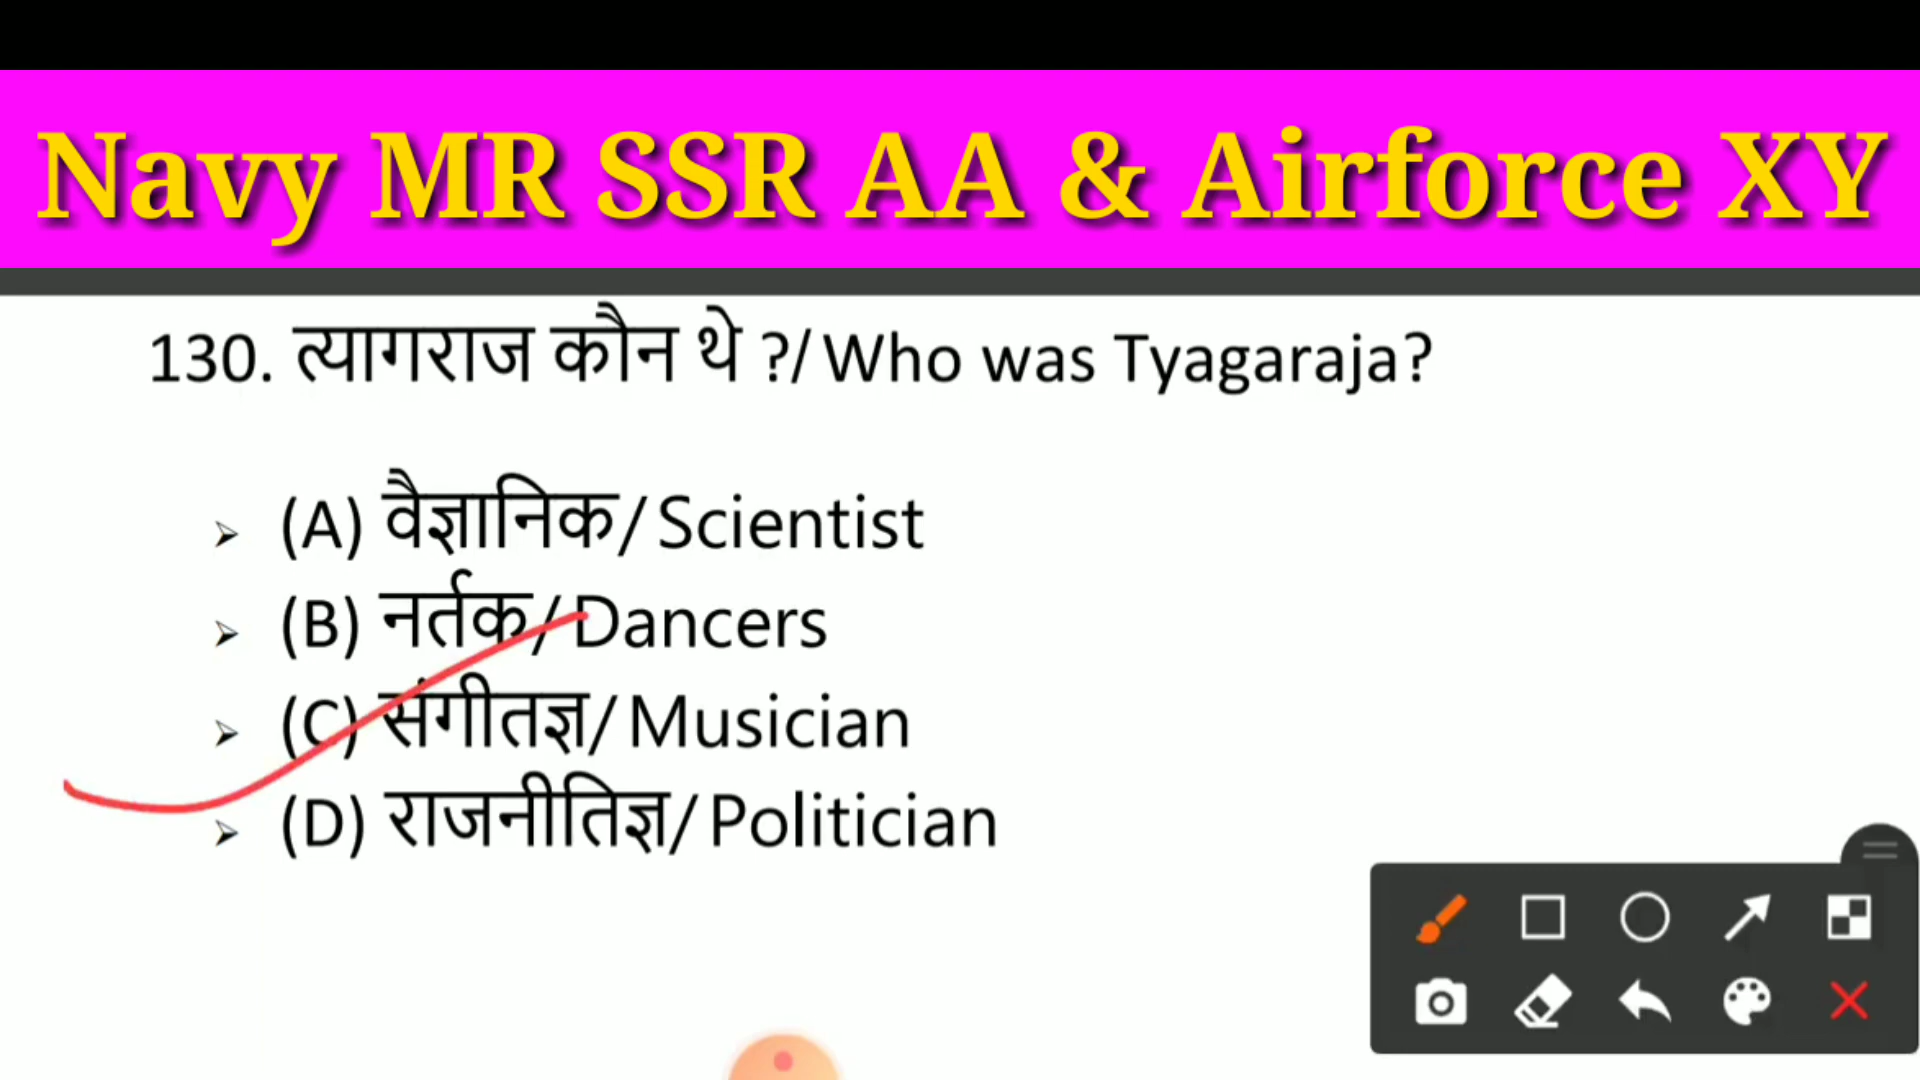 Navy MR SSR AA & Airforce XY
130. त्यागराज कौन थे ?/Who was Tyagaraja?
(A) वैज्ञानिक/Scientist
(B) नर्तक/Dancers
(C) संगीतज्ञ/Musician
(D) राजनीतिज्ञ/Politician